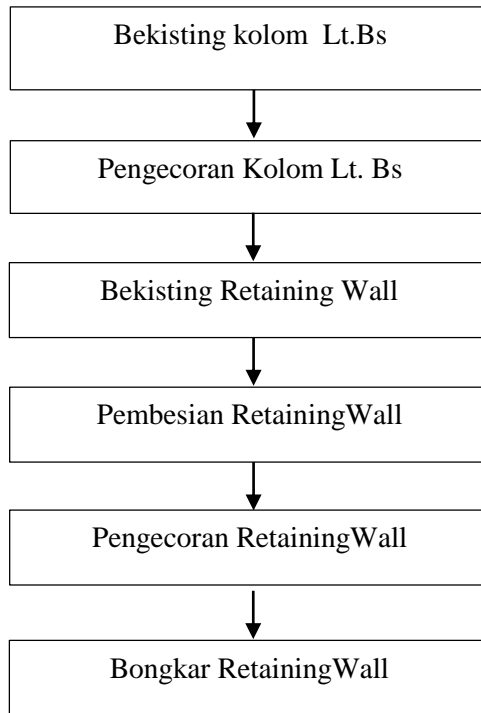 Bekisting kolom Lt.Bs
Pengecoran Kolom Lt. Bs
Bekisting Retaining Wall
Pembesian RetainingWall
Pengecoran RetainingWall
Bongkar RetainingWall